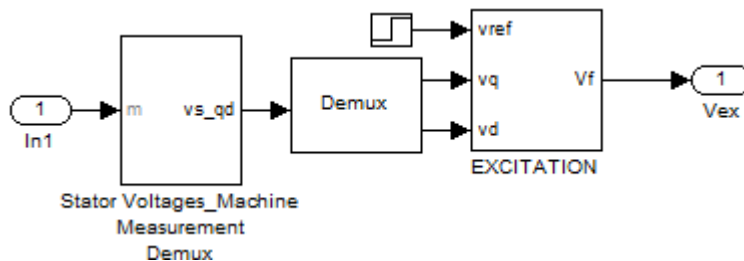 vref
1
In1
m
vs_qd
Stator Voltages_Machine
Measurement
Demux
Demux
vq
vd
Vf
EXCITATION
1
Vex